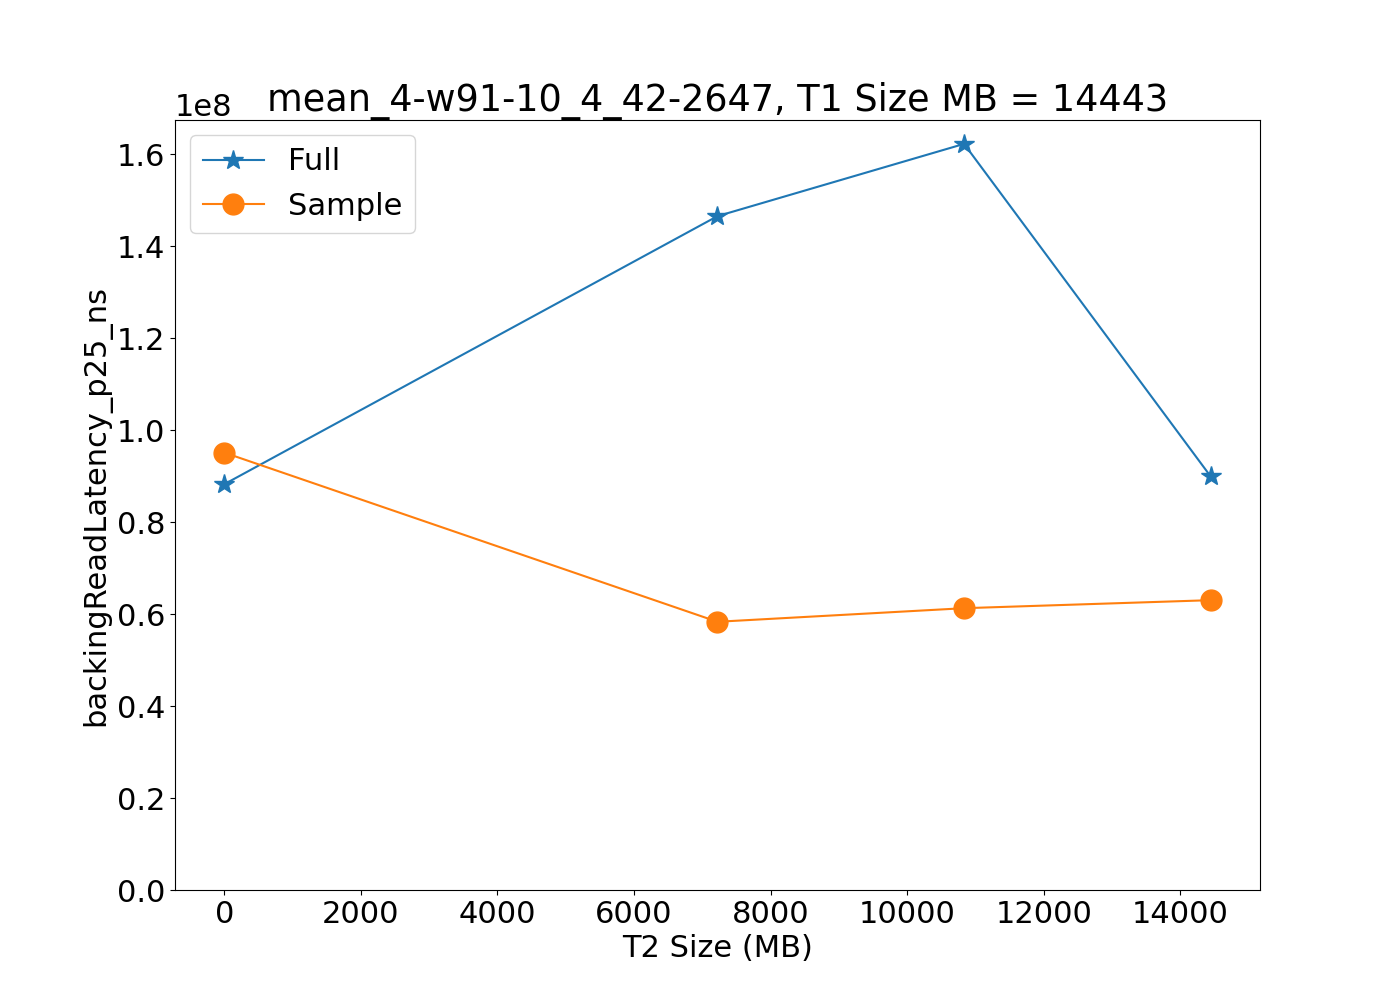 1e8
mean_4-w91-10_4_42-2647, T1 Size MB = 14443
Full
Sample
backingReadLatency_p25_ns
1.6
1.4
1.2
1.0
0.8
0.6
0.4
0.2
0.0
0 2000 4000 6000 8000 10000 12000 14000
T2 Size (MB)